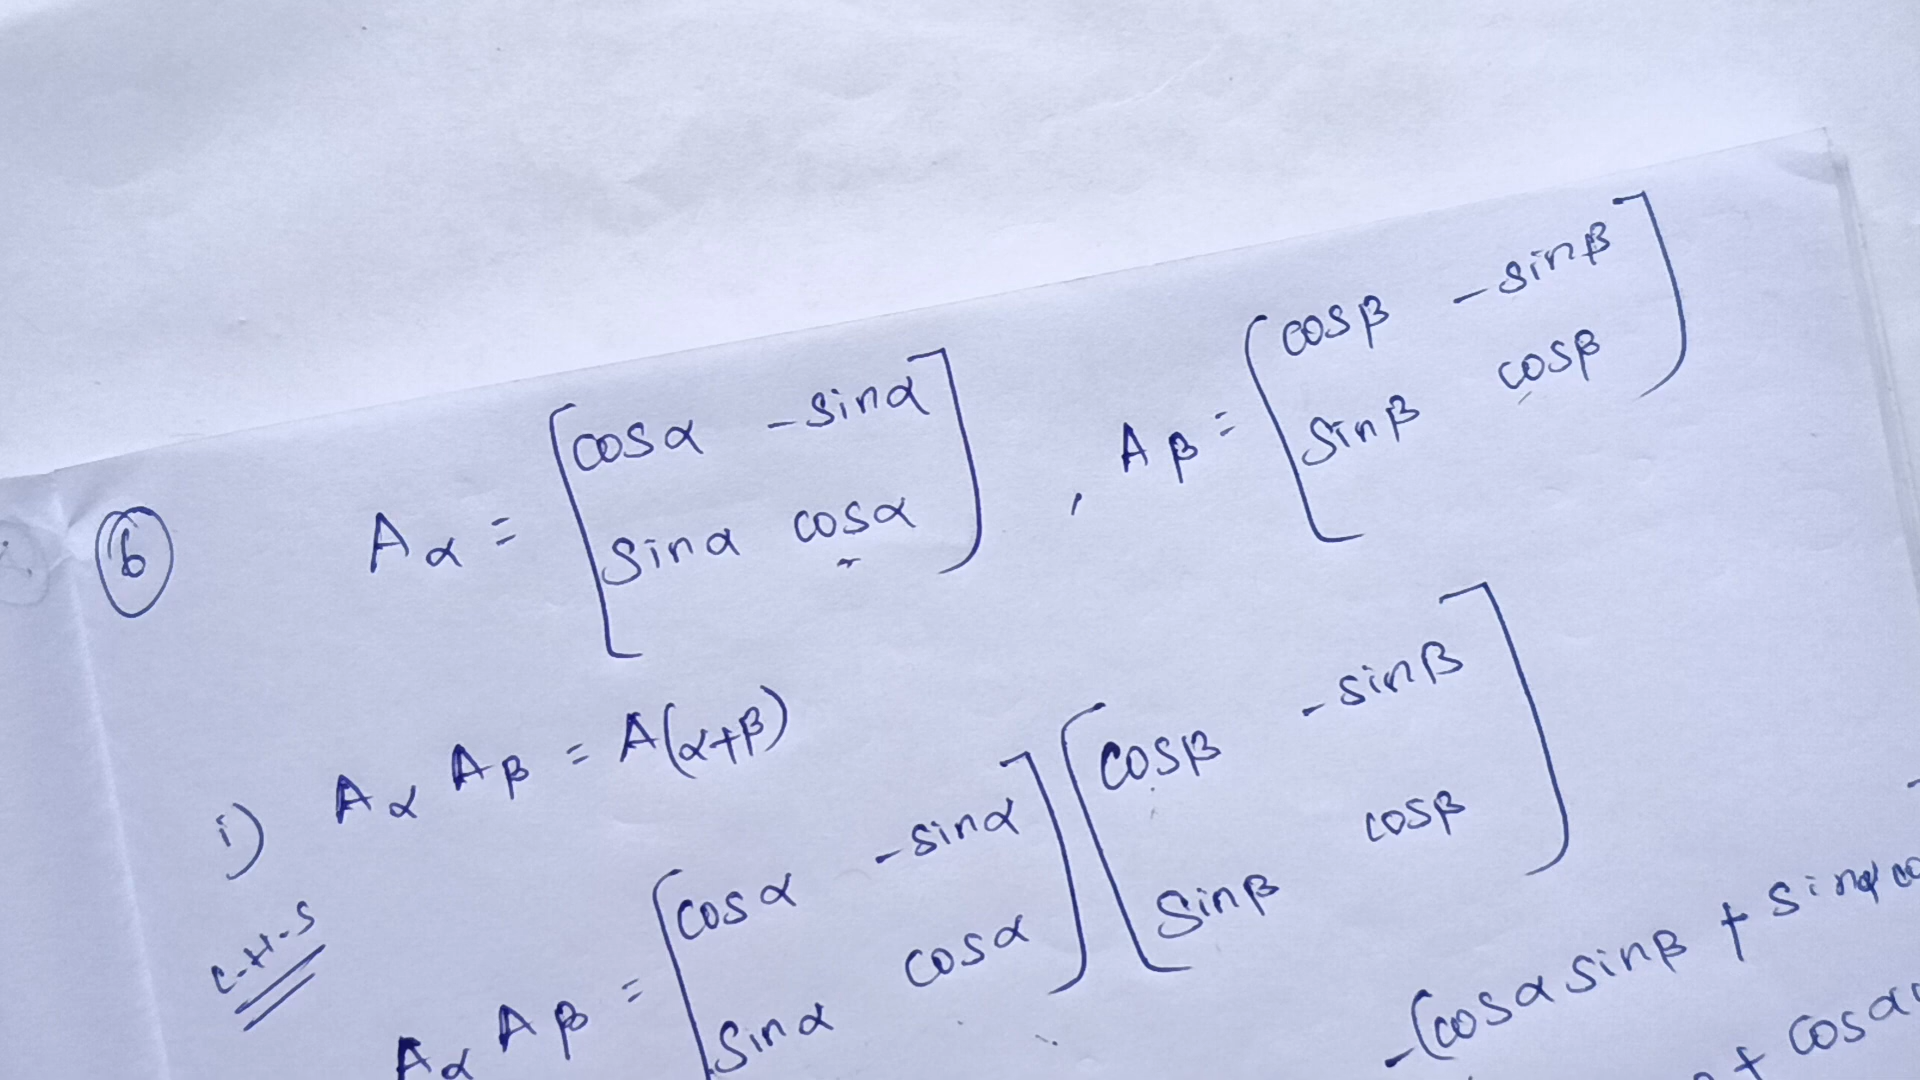 6 Aα = [cosα -sinα sinα cosα] , Aβ = [cosβ -sinβ sinβ cosβ]
i) Aα Aβ = A(α+β)
L-H-S
Aα Aβ = [cosα -sinα sinα cosα] [cosβ -sinβ sinβ cosβ]
-(cosα sinβ + sinα
+ cosα